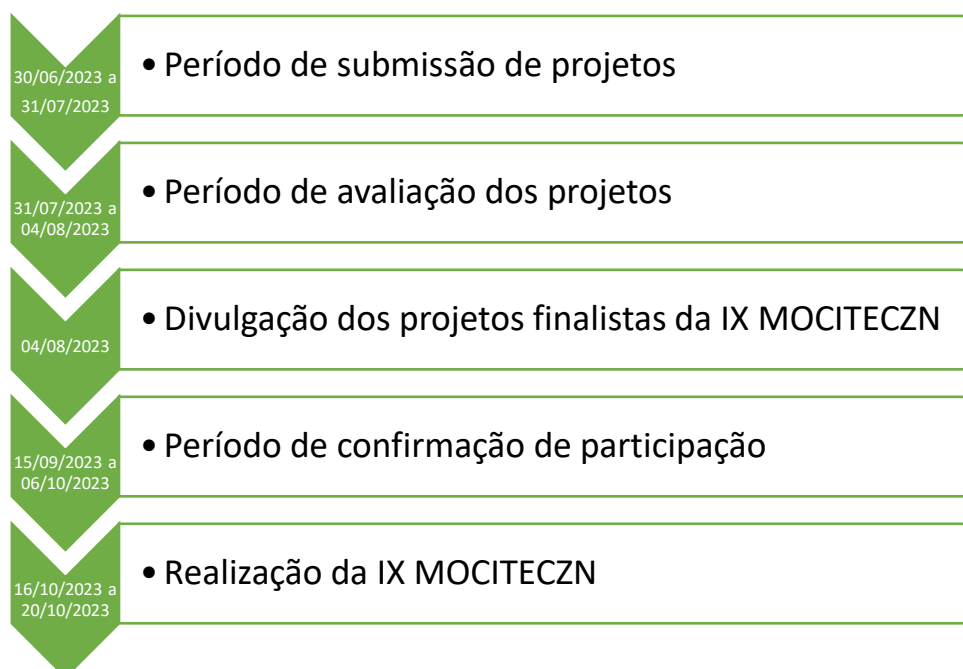 30/06/2023 a
31/07/2023
• Período de submissão de projetos
31/07/2023 a
04/08/2023
• Período de avaliação dos projetos
04/08/2023
• Divulgação dos projetos finalistas da IX MOCITECZN
15/09/2023 a
06/10/2023
• Período de confirmação de participação
16/10/2023 a
20/10/2023
• Realização da IX MOCITECZN